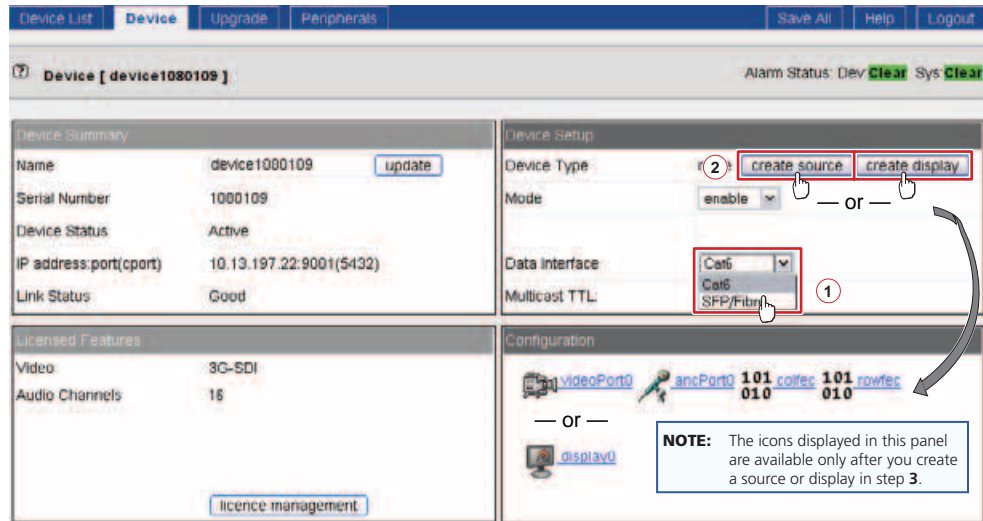 Device List Device Upgrade Peripherals Save All Help Logout
Device [ device1080109 ] Alarm Status: Dev: Clear Sys: Clear
Device Summary
Name device1080109 update
Serial Number 1080109
Device Status Active
IP address:port(cport) 10.13.197.22:9001(5432)
Link Status Good
Device Setup
Device Type 2 create source create display
Mode enable — or —
Data Interface Cat6
Cat6
SFP/Fibre 1
Multicast TTL:
Licensed Features
Video 3G-SDI
Audio Channels 16
licence management
Configuration
videoPort0 ancPort0 101 010 colfec 101 010 rowfec
— or —
display0
NOTE: The icons displayed in this panel
are available only after you create
a source or display in step 3.